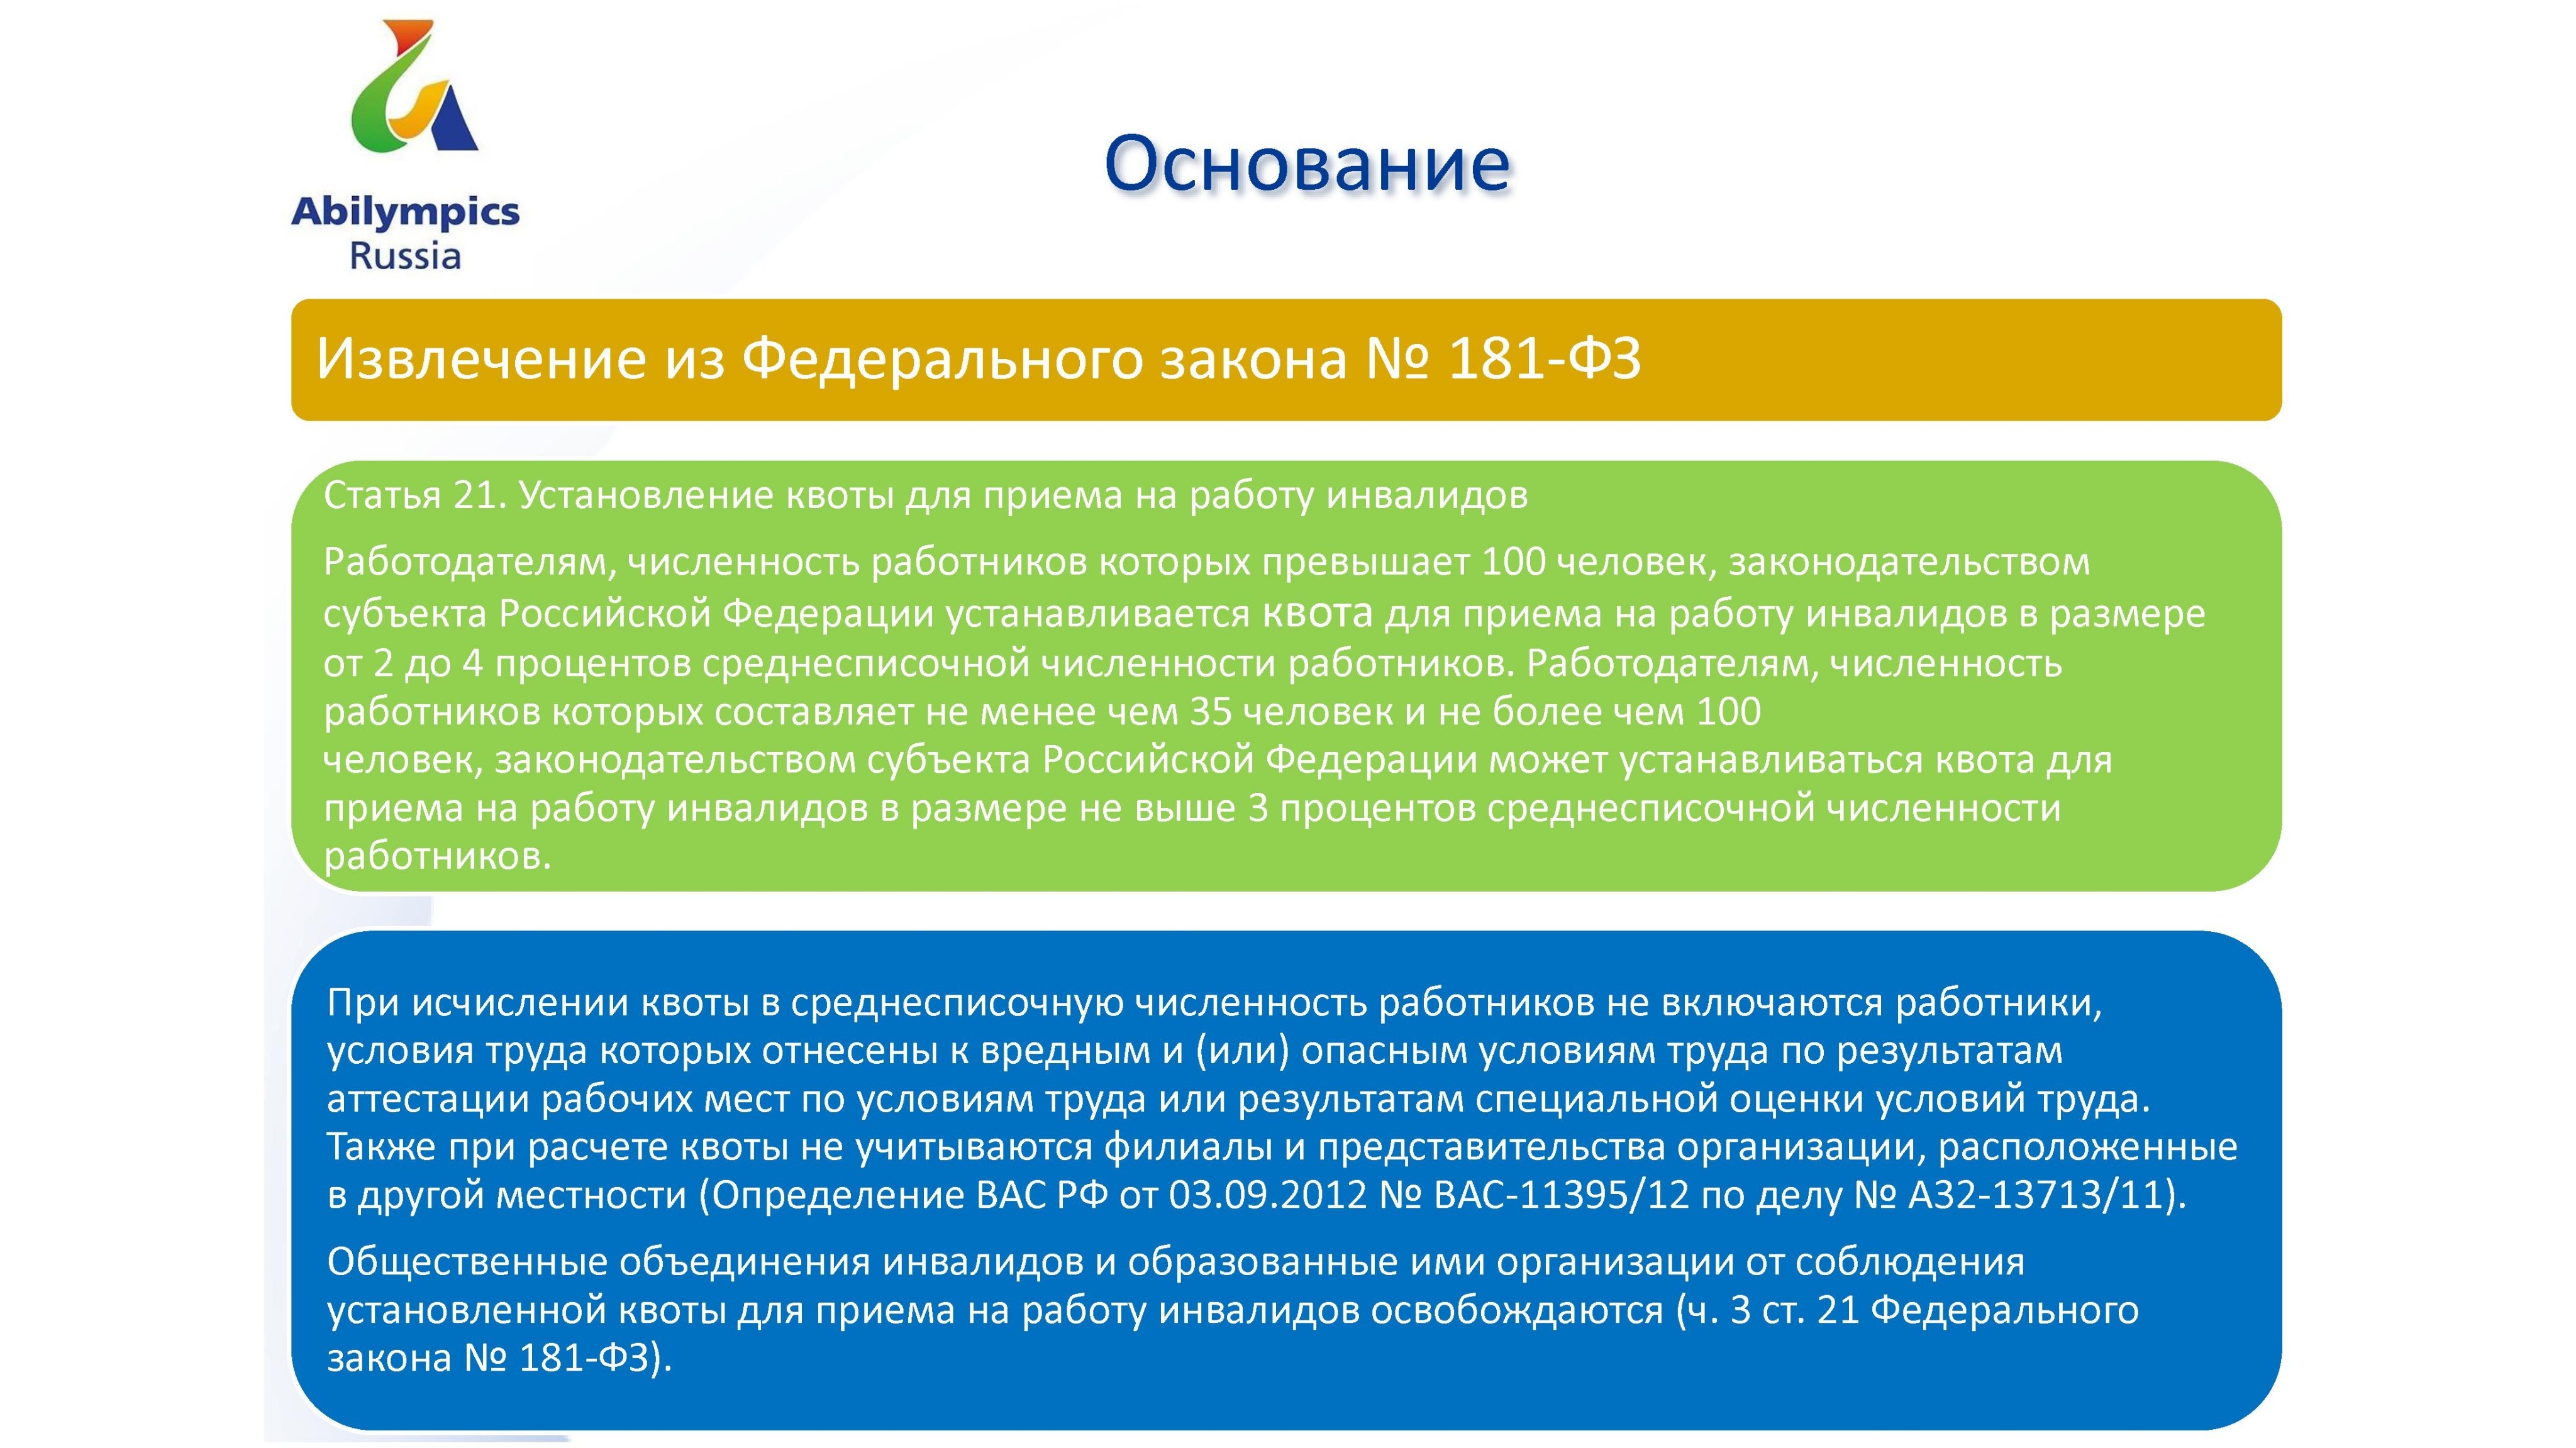 Abilympics
Russia
Основание
Извлечение из Федерального закона № 181-ФЗ
Статья 21. Установление квоты для приема на работу инвалидов
Работодателям, численность работников которых превышает 100 человек, законодательством
субъекта Российской Федерации устанавливается квота для приема на работу инвалидов в размере
от 2 до 4 процентов среднесписочной численности работников. Работодателям, численность
работников которых составляет не менее чем 35 человек и не более чем 100
человек, законодательством субъекта Российской Федерации может устанавливаться квота для
приема на работу инвалидов в размере не выше 3 процентов среднесписочной численности
работников.
При исчислении квоты в среднесписочную численность работников не включаются работники,
условия труда которых отнесены к вредным и (или) опасным условиям труда по результатам
аттестации рабочих мест по условиям труда или результатам специальной оценки условий труда.
Также при расчете квоты не учитываются филиалы и представительства организации, расположенные
в другой местности (Определение ВАС РФ от 03.09.2012 № ВАС-11395/12 по делу № А32-13713/11).
Общественные объединения инвалидов и образованные ими организации от соблюдения
установленной квоты для приема на работу инвалидов освобождаются (ч. 3 ст. 21 Федерального
закона № 181-ФЗ).